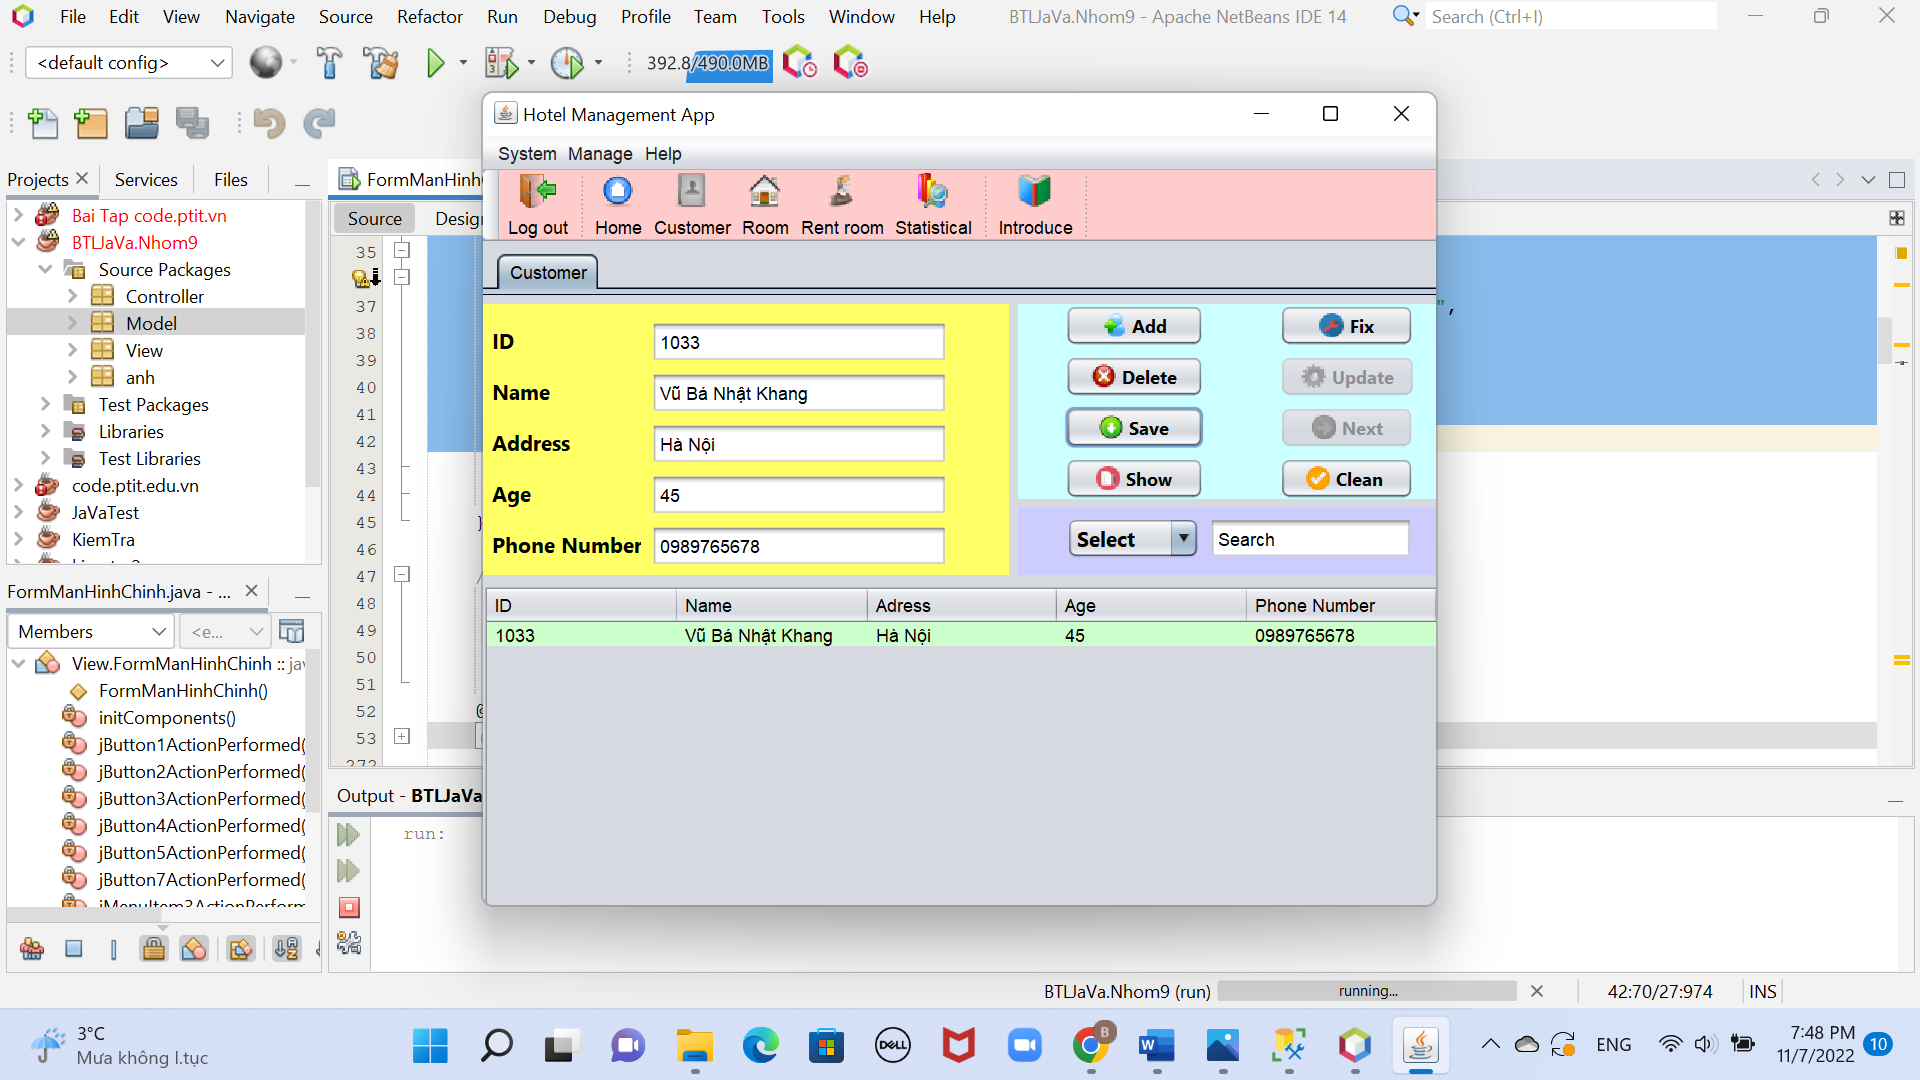 File Edit View Navigate Source Refactor Run Debug Profile Team Tools Window Help BTLJaVa.Nhom9 - Apache NetBeans IDE 14 Search (Ctrl+I)
<default config> 392.8/490.0MB
Hotel Management App
System Manage Help
Log out Home Customer Room Rent room Statistical Introduce
Customer
ID 1033
Name Vũ Bá Nhật Khang
Address Hà Nội
Age 45
Phone Number 0989765678
Add Fix
Delete Update
Save Next
Show Clean
Select Search
ID Name Adress Age Phone Number
1033 Vũ Bá Nhật Khang Hà Nội 45 0989765678
Projects Services Files
Bai Tap code.ptit.vn
BTLJaVa.Nhom9
Source Packages
Controller
Model
View
anh
Test Packages
Libraries
Test Libraries
code.ptit.edu.vn
JaVaTest
KiemTra
FormManHinhChinh.java - ...
Members <e...
View.FormManHinhChinh :: jav
FormManHinhChinh()
initComponents()
jButton1ActionPerformed(
jButton2ActionPerformed(
jButton3ActionPerformed(
jButton4ActionPerformed(
jButton5ActionPerformed(
jButton7ActionPerformed(
jMenuItem3ActionPerform
FormManHinhC
Source Design
35
37
38
39
40
41
42
43
44
45 }
46
47 /
48
49
50
51
52 @
53
272
",
Output - BTLJaVa
run:
BTLJaVa.Nhom9 (run) running... 42:70/27:974 INS
3°C
Mưa không l.tục
DELL
B
W
ENG
7:48 PM
11/7/2022
10